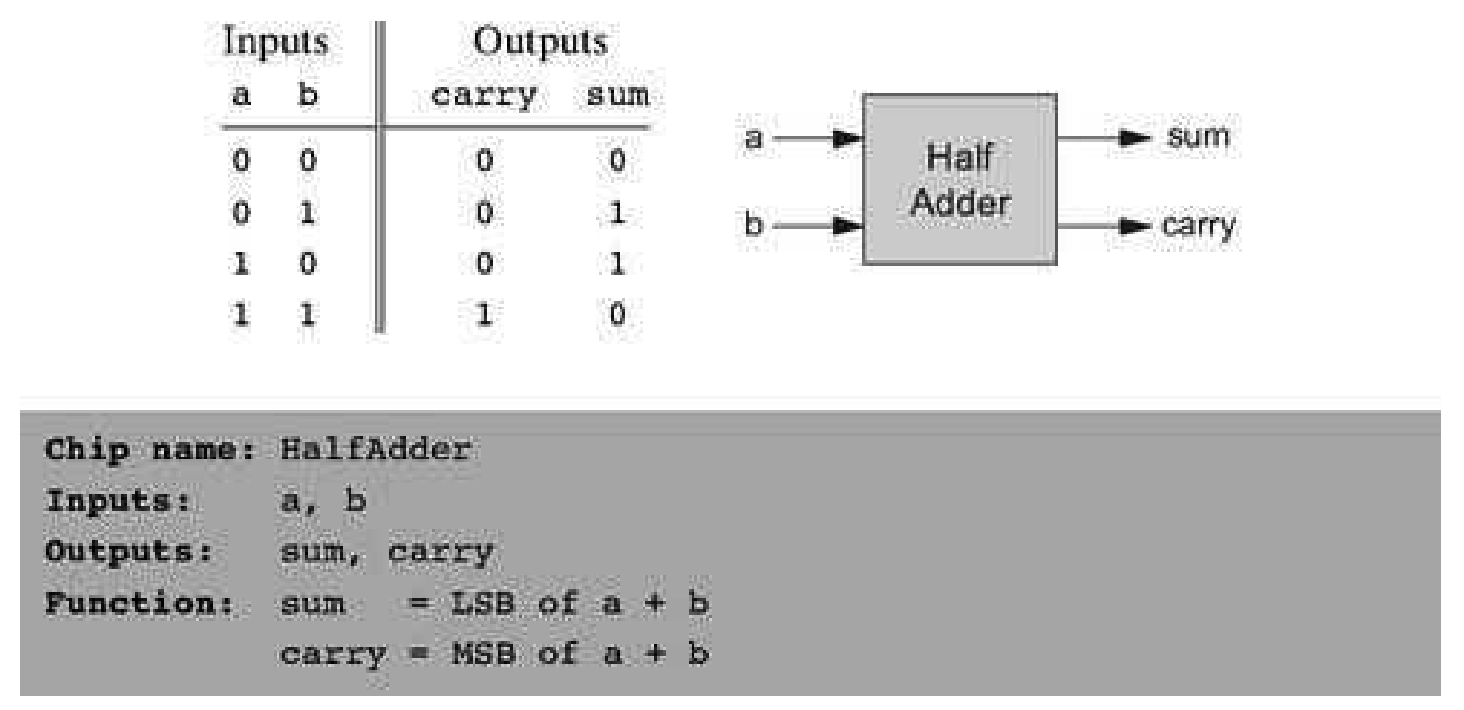 Inputs Outputs
a b carry sum
0 0 0 0
0 1 0 1
1 0 0 1
1 1 1 0
a
b
Half
Adder
sum
carry
Chip name: HalfAdder
Inputs: a, b
Outputs: sum, carry
Function: sum = LSB of a + b
carry = MSB of a + b